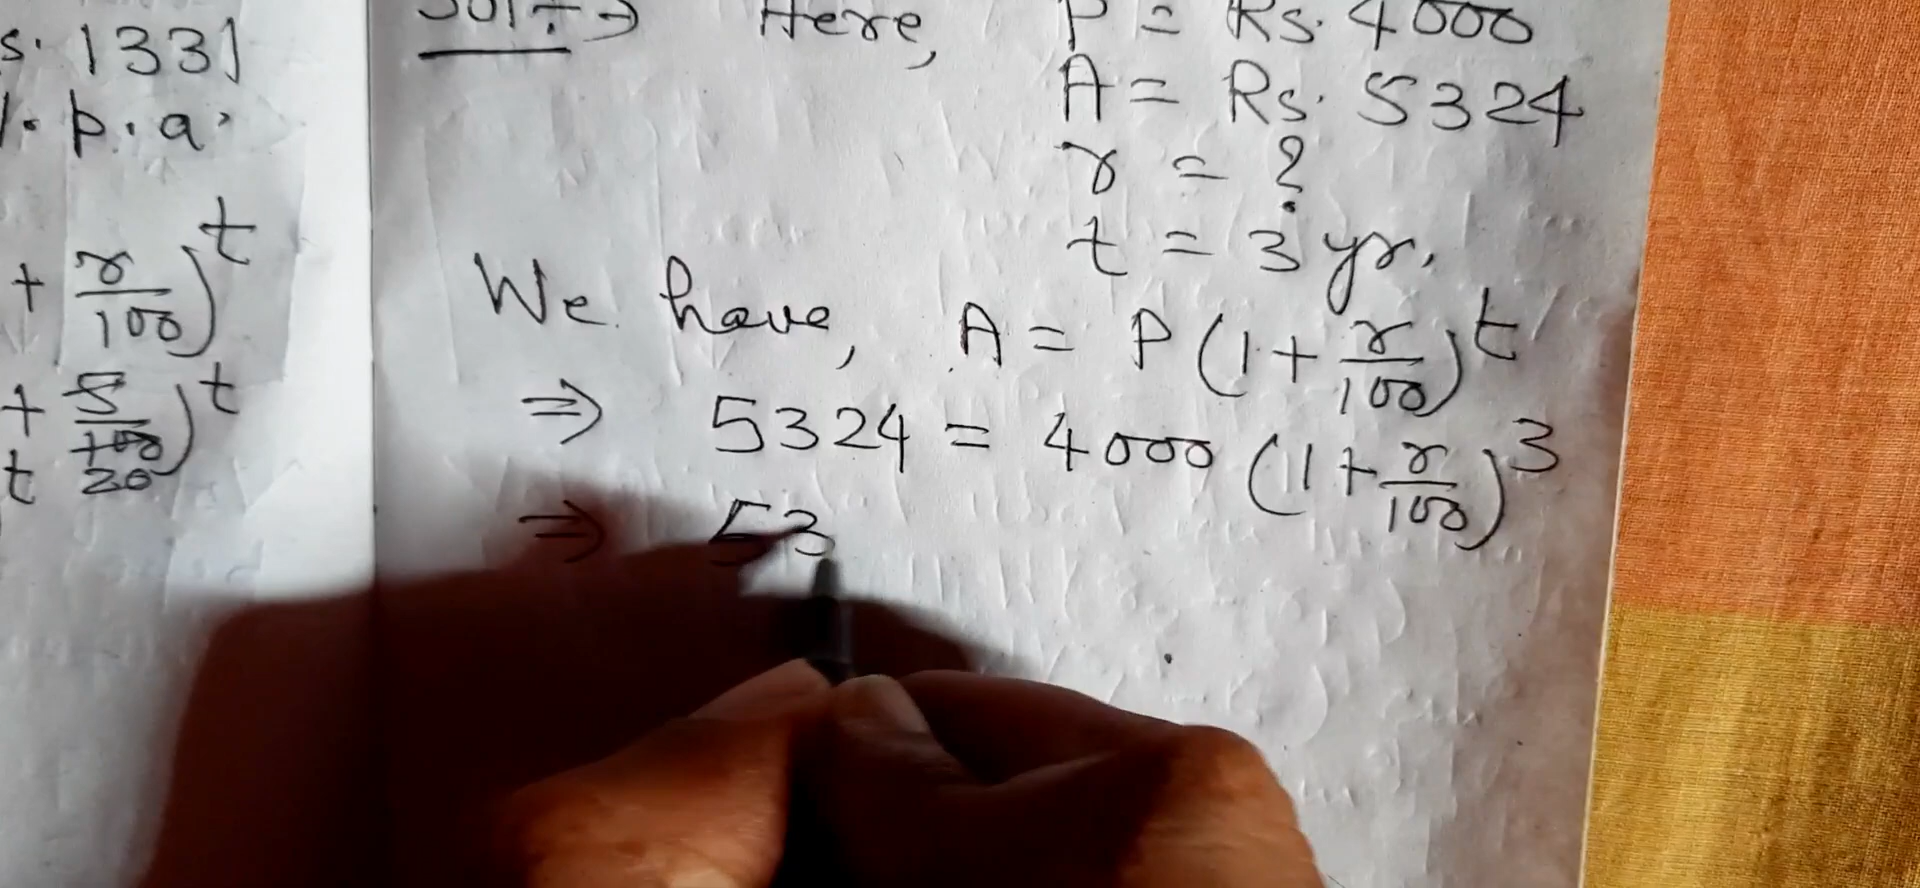 s. 1331
/. p. a.
+ r/100)^t
+ 5/100)^t
t 20
Solⁿ:→ Here, P = Rs. 4000
A = Rs. 5324
r = ?
t = 3 yr.
We have, A = P(1 + r/100)^t
⇒ 5324 = 4000 (1 + r/100)^3
⇒ 53